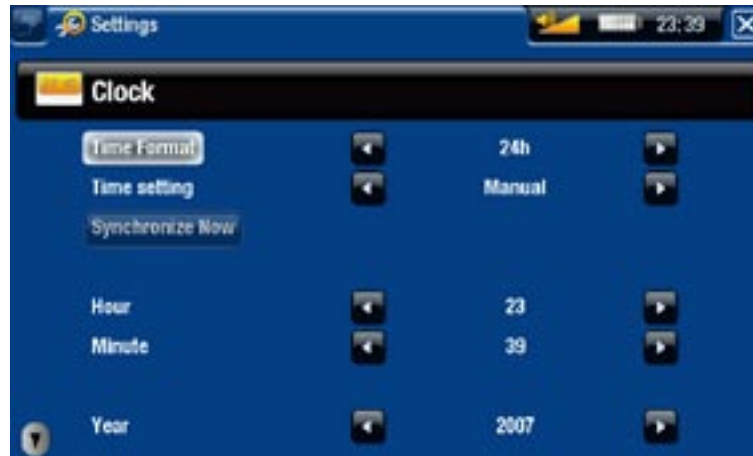 Settings 23:39
Clock
Time Format 24h
Time setting Manual
Synchronize Now
Hour 23
Minute 39
Year 2007